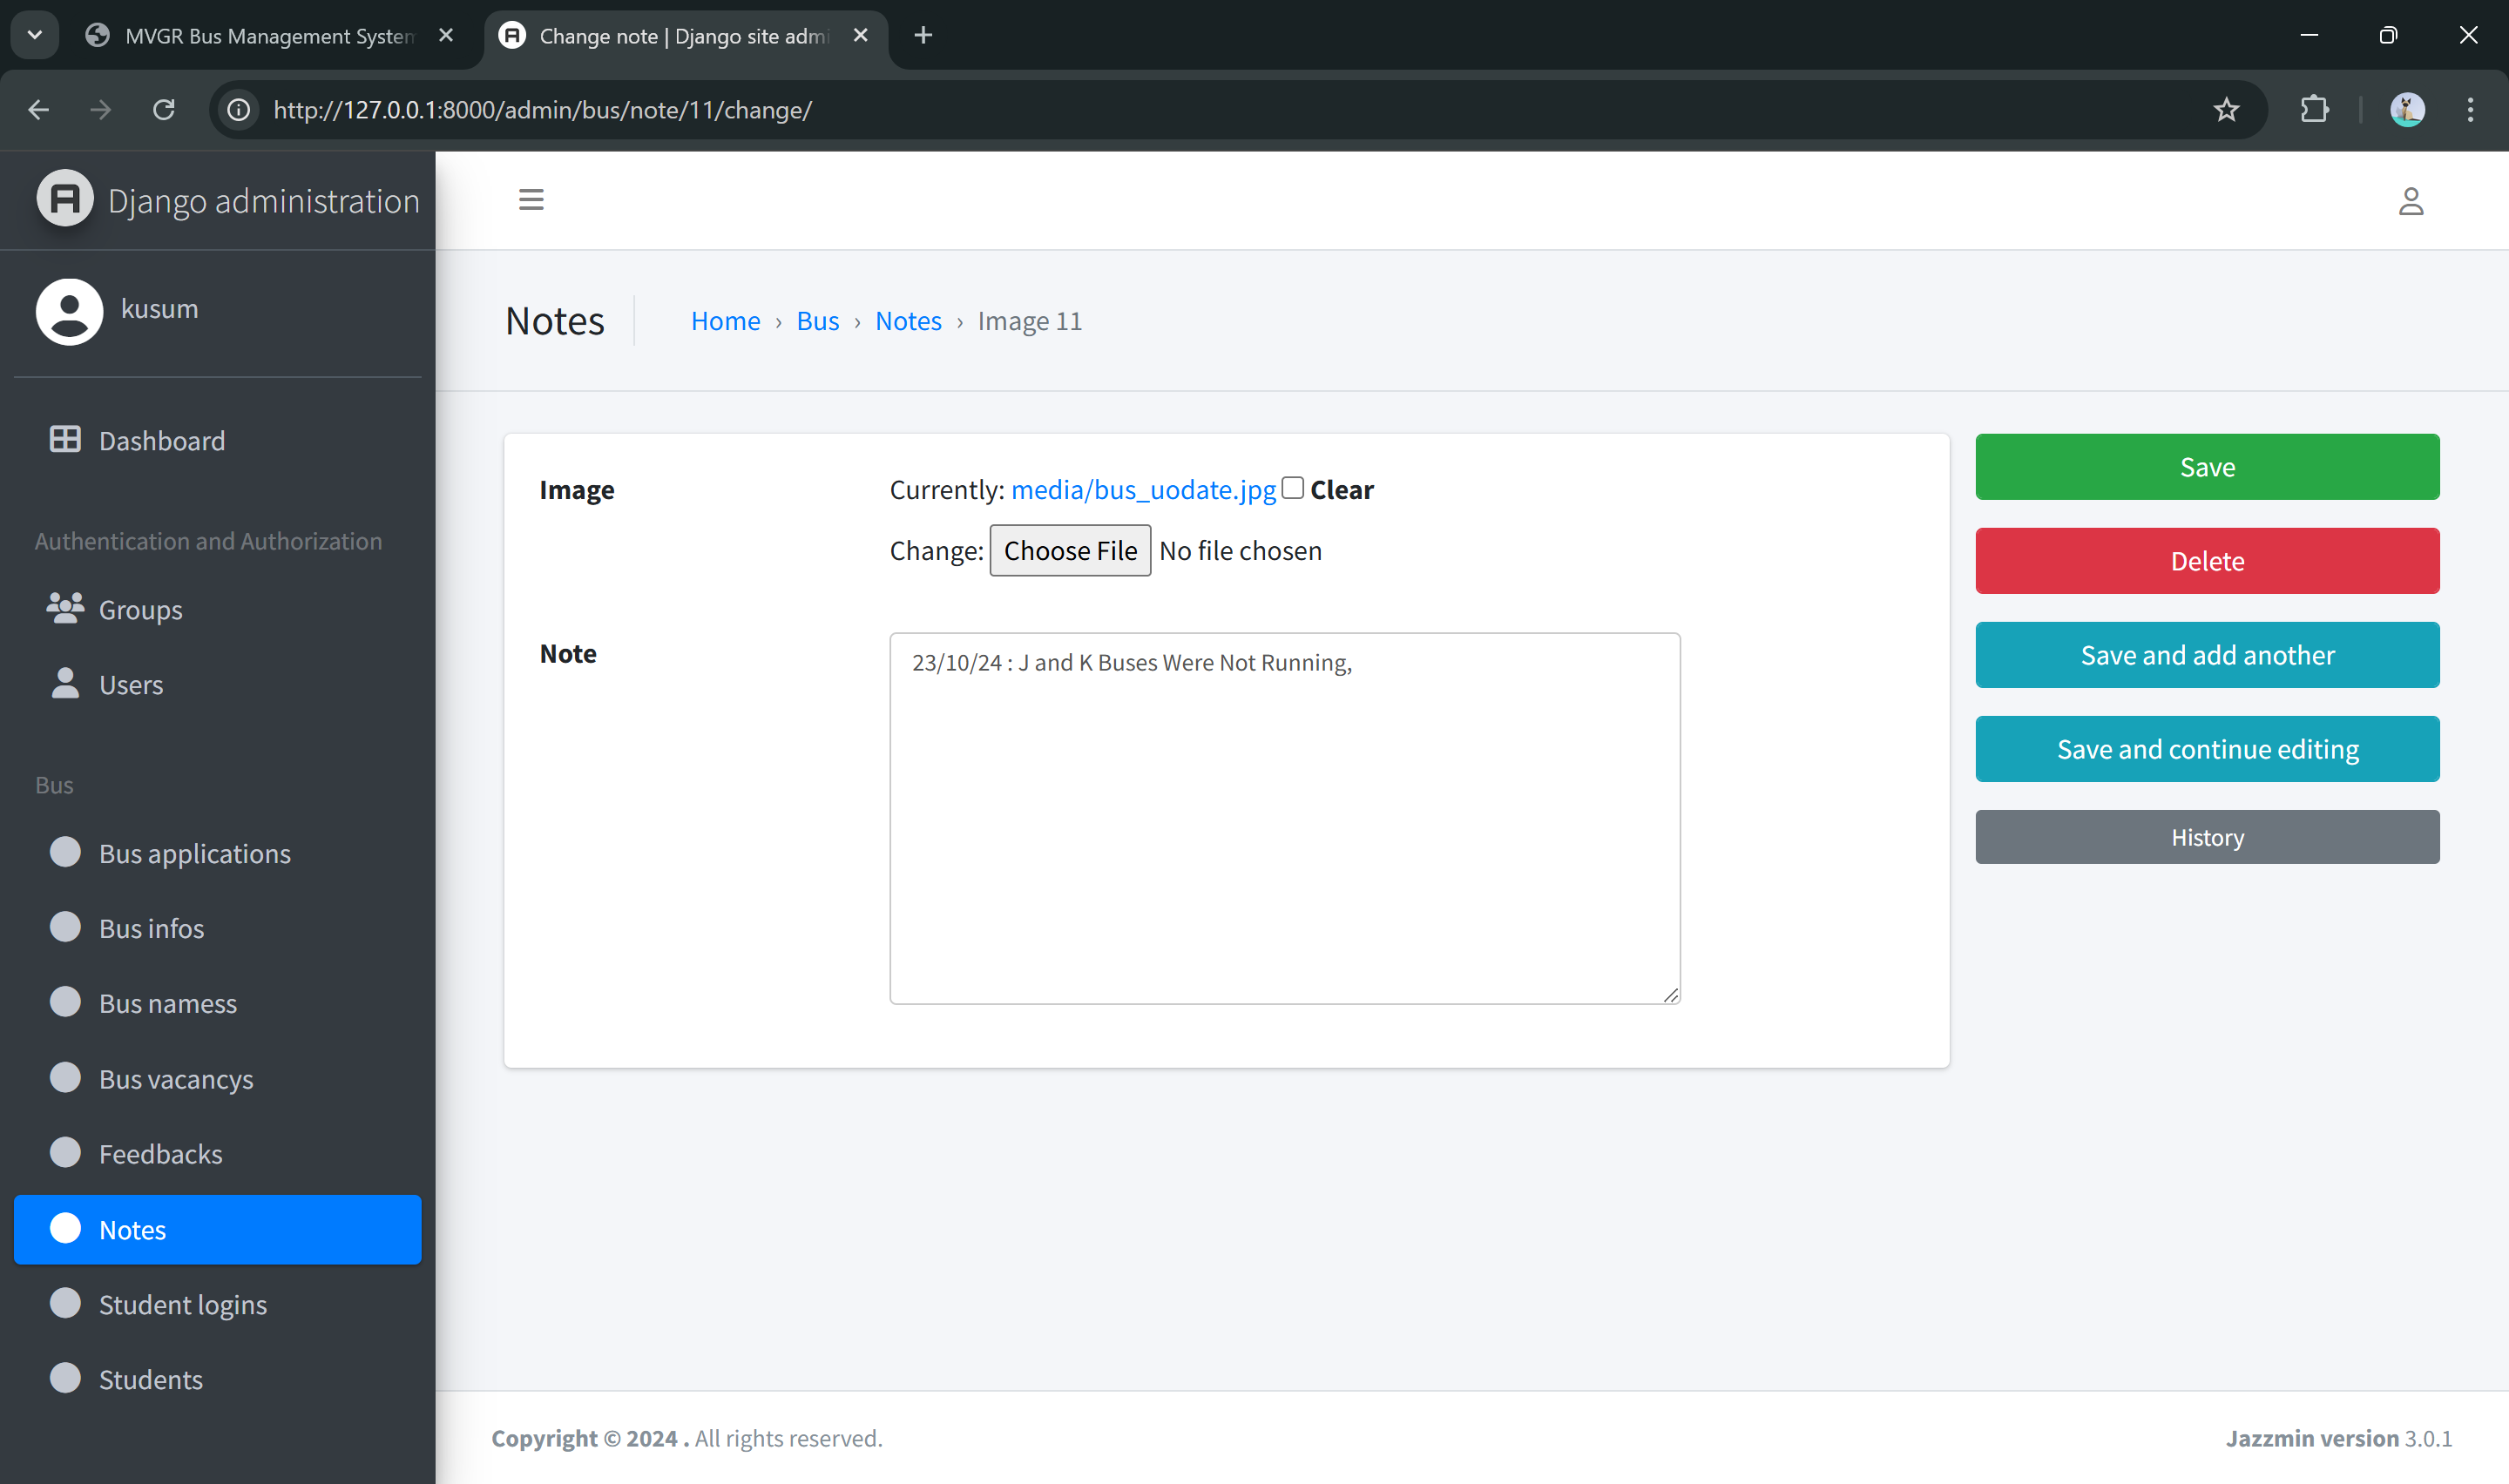 MVGR Bus Management System
Change note | Django site admi
http://127.0.0.1:8000/admin/bus/note/11/change/
Django administration
kusum
Dashboard
Authentication and Authorization
Groups
Users
Bus
Bus applications
Bus infos
Bus namess
Bus vacancys
Feedbacks
Notes
Student logins
Students
Notes
Home › Bus › Notes › Image 11
Image
Currently: media/bus_uodate.jpg Clear
Change: Choose File No file chosen
Note
23/10/24 : J and K Buses Were Not Running,
Save
Delete
Save and add another
Save and continue editing
History
Copyright © 2024 . All rights reserved.
Jazzmin version 3.0.1